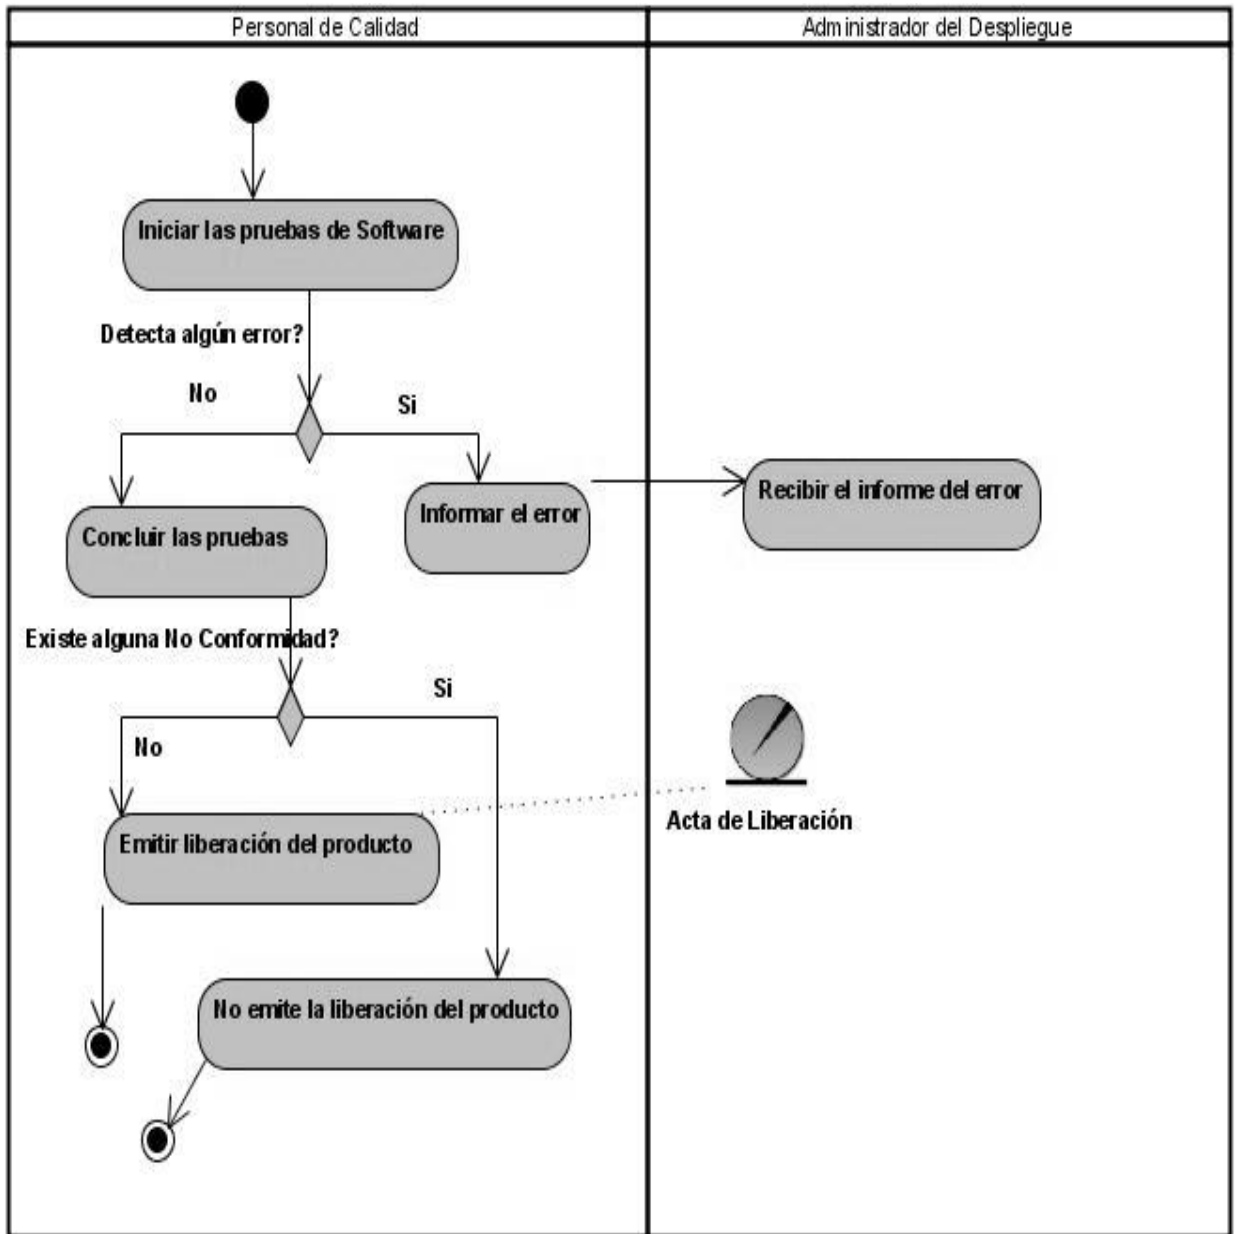 Personal de Calidad
Administrador del Despliegue
Iniciar las pruebas de Software
Detecta algún error?
No
Si
Informar el error
Recibir el informe del error
Concluir las pruebas
Existe alguna No Conformidad?
Si
No
Acta de Liberación
Emitir liberación del producto
No emite la liberación del producto